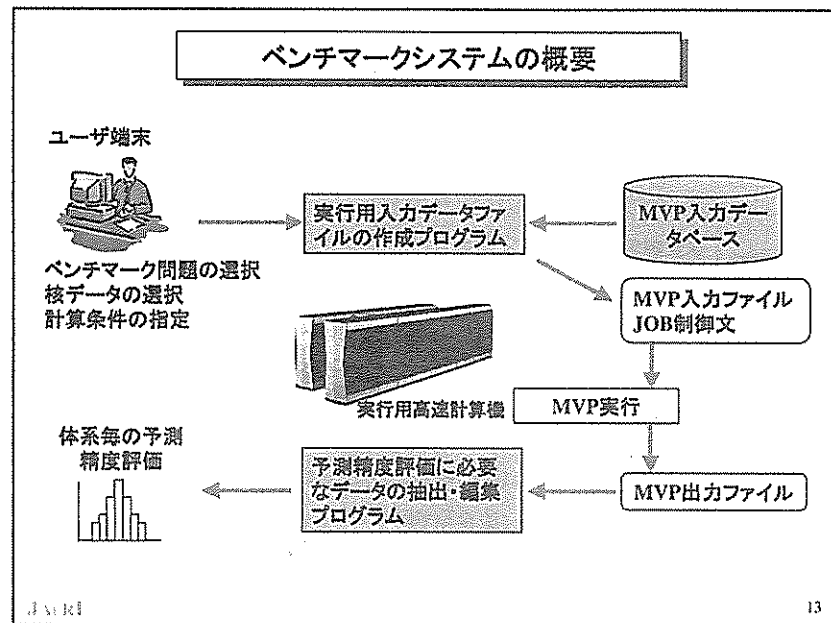 ベンチマークシステムの概要
ユーザ端末
ベンチマーク問題の選択
核データの選択
計算条件の指定
実行用入力データファ
イルの作成プログラム
MVP入力デー
タベース
MVP入力ファイル
JOB制御文
実行用高速計算機
MVP実行
MVP出力ファイル
予測精度評価に必要
なデータの抽出・編集
プログラム
体系毎の予測
精度評価
13